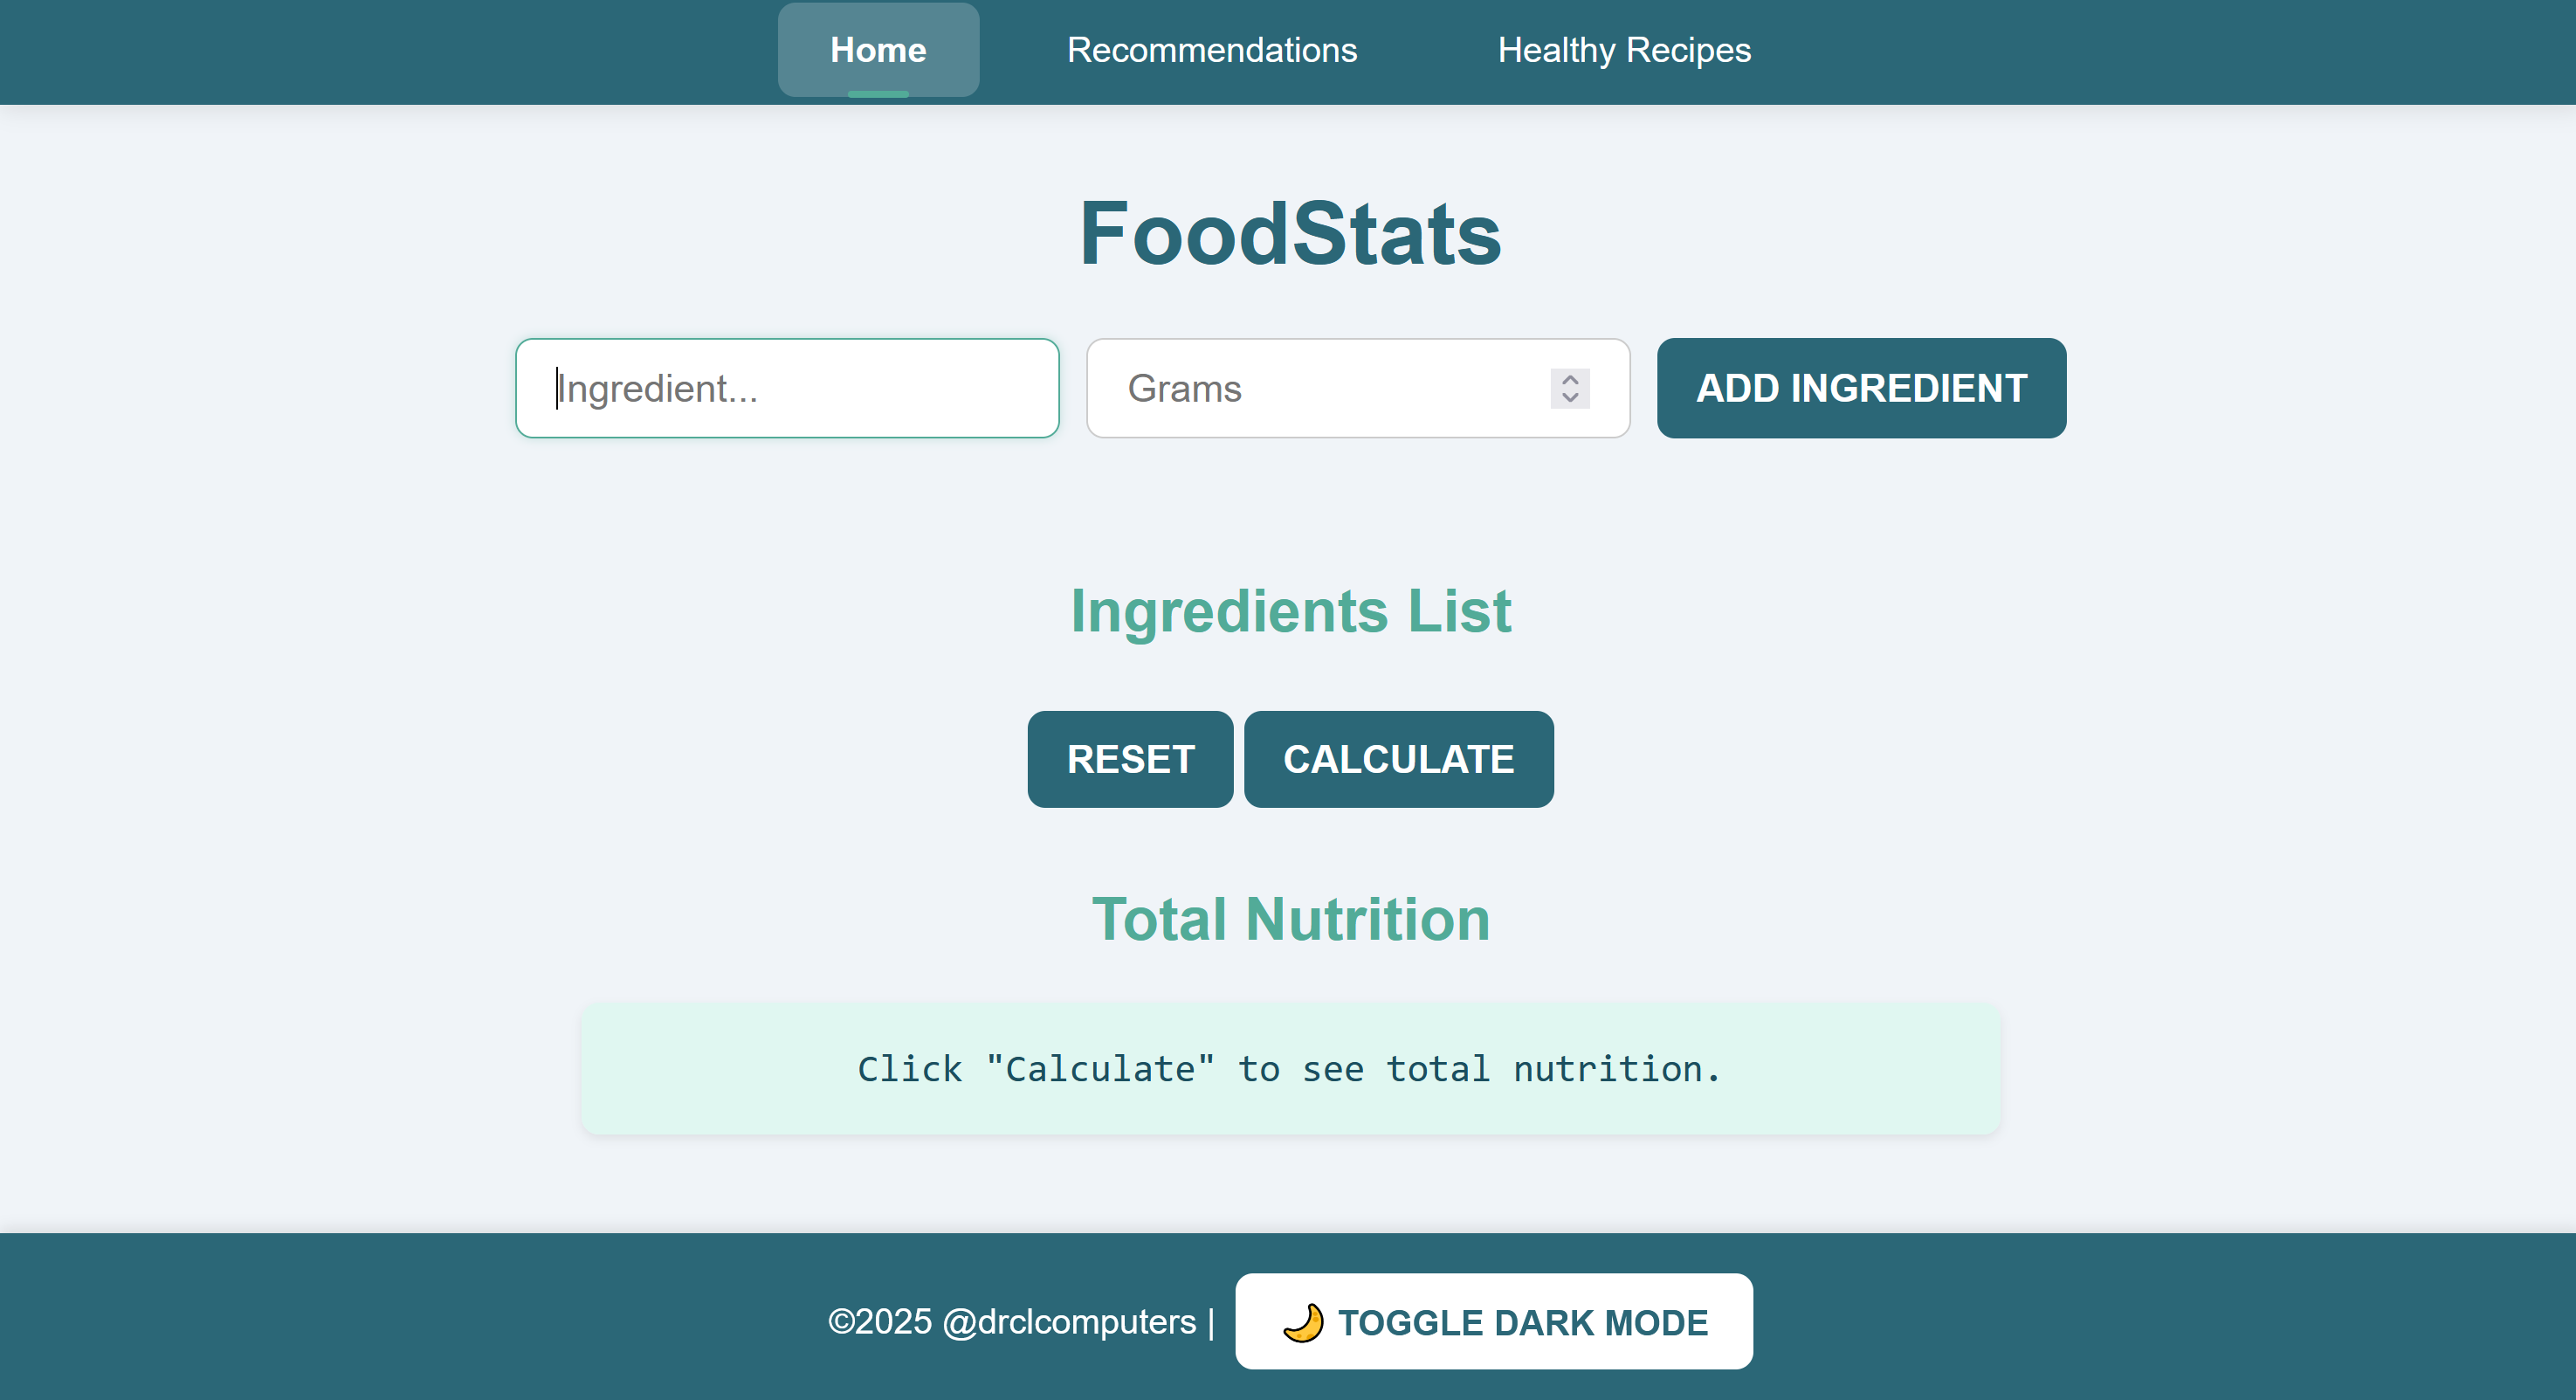 Home Recommendations Healthy Recipes
FoodStats
Ingredient... Grams ADD INGREDIENT
Ingredients List
RESET CALCULATE
Total Nutrition
Click "Calculate" to see total nutrition.
©2025 @drclcomputers | 🌙 TOGGLE DARK MODE